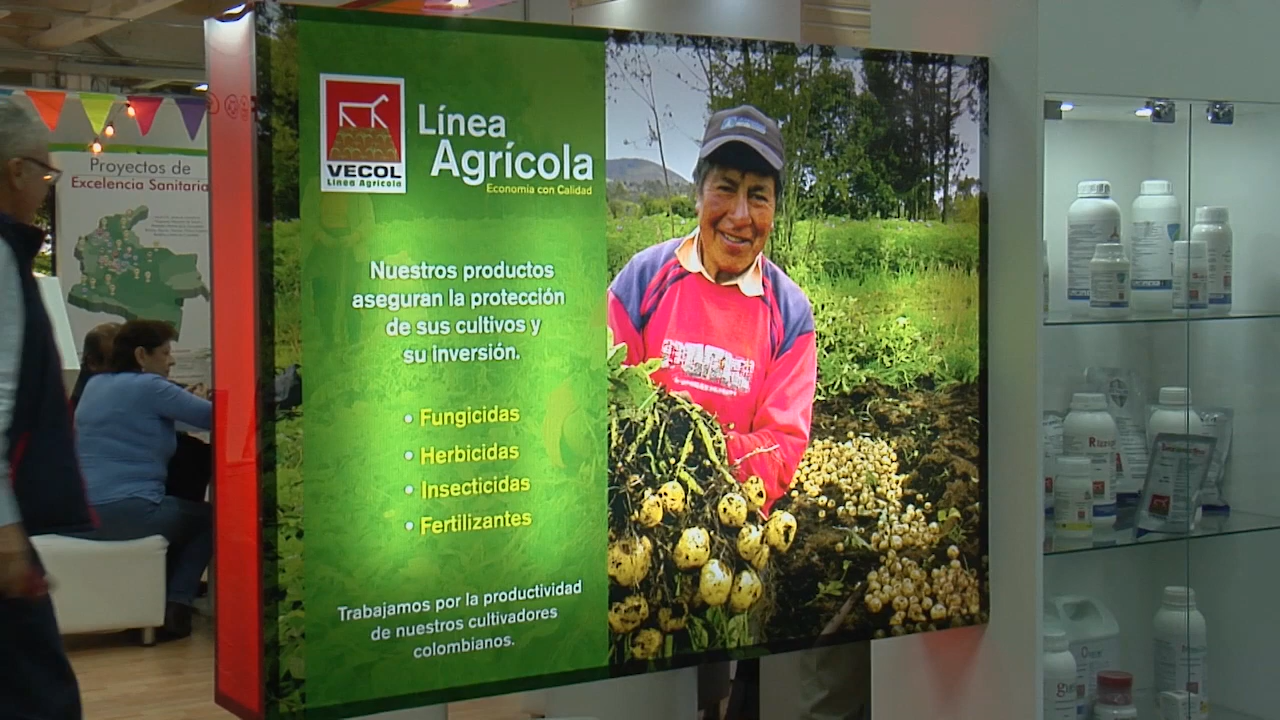 Proyectos de
Excelencia Sanitaria
VECOL
Línea Agrícola
Línea
Agrícola
Economía con Calidad
Nuestros productos
aseguran la protección
de sus cultivos y
su inversión.
• Fungicidas
• Herbicidas
• Insecticidas
• Fertilizantes
Trabajamos por la productividad
de nuestros cultivadores
colombianos.